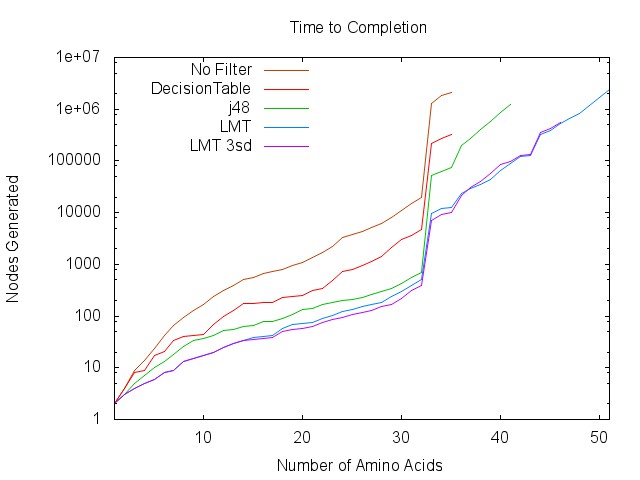 Time to Completion
1e+07
1e+06
100000
10000
1000
100
10
1
Nodes Generated
No Filter
DecisionTable
j48
LMT
LMT 3sd
10
20
30
40
50
Number of Amino Acids